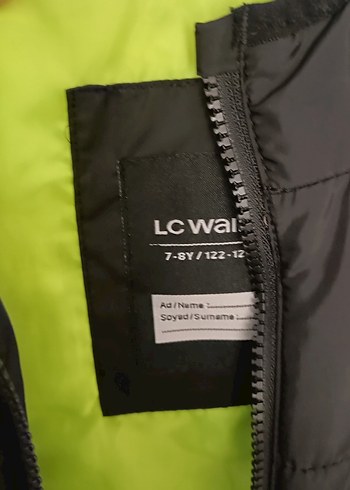 LC Wai
7-8Y / 122-12
Ad / Name :
Soyad / Surname :